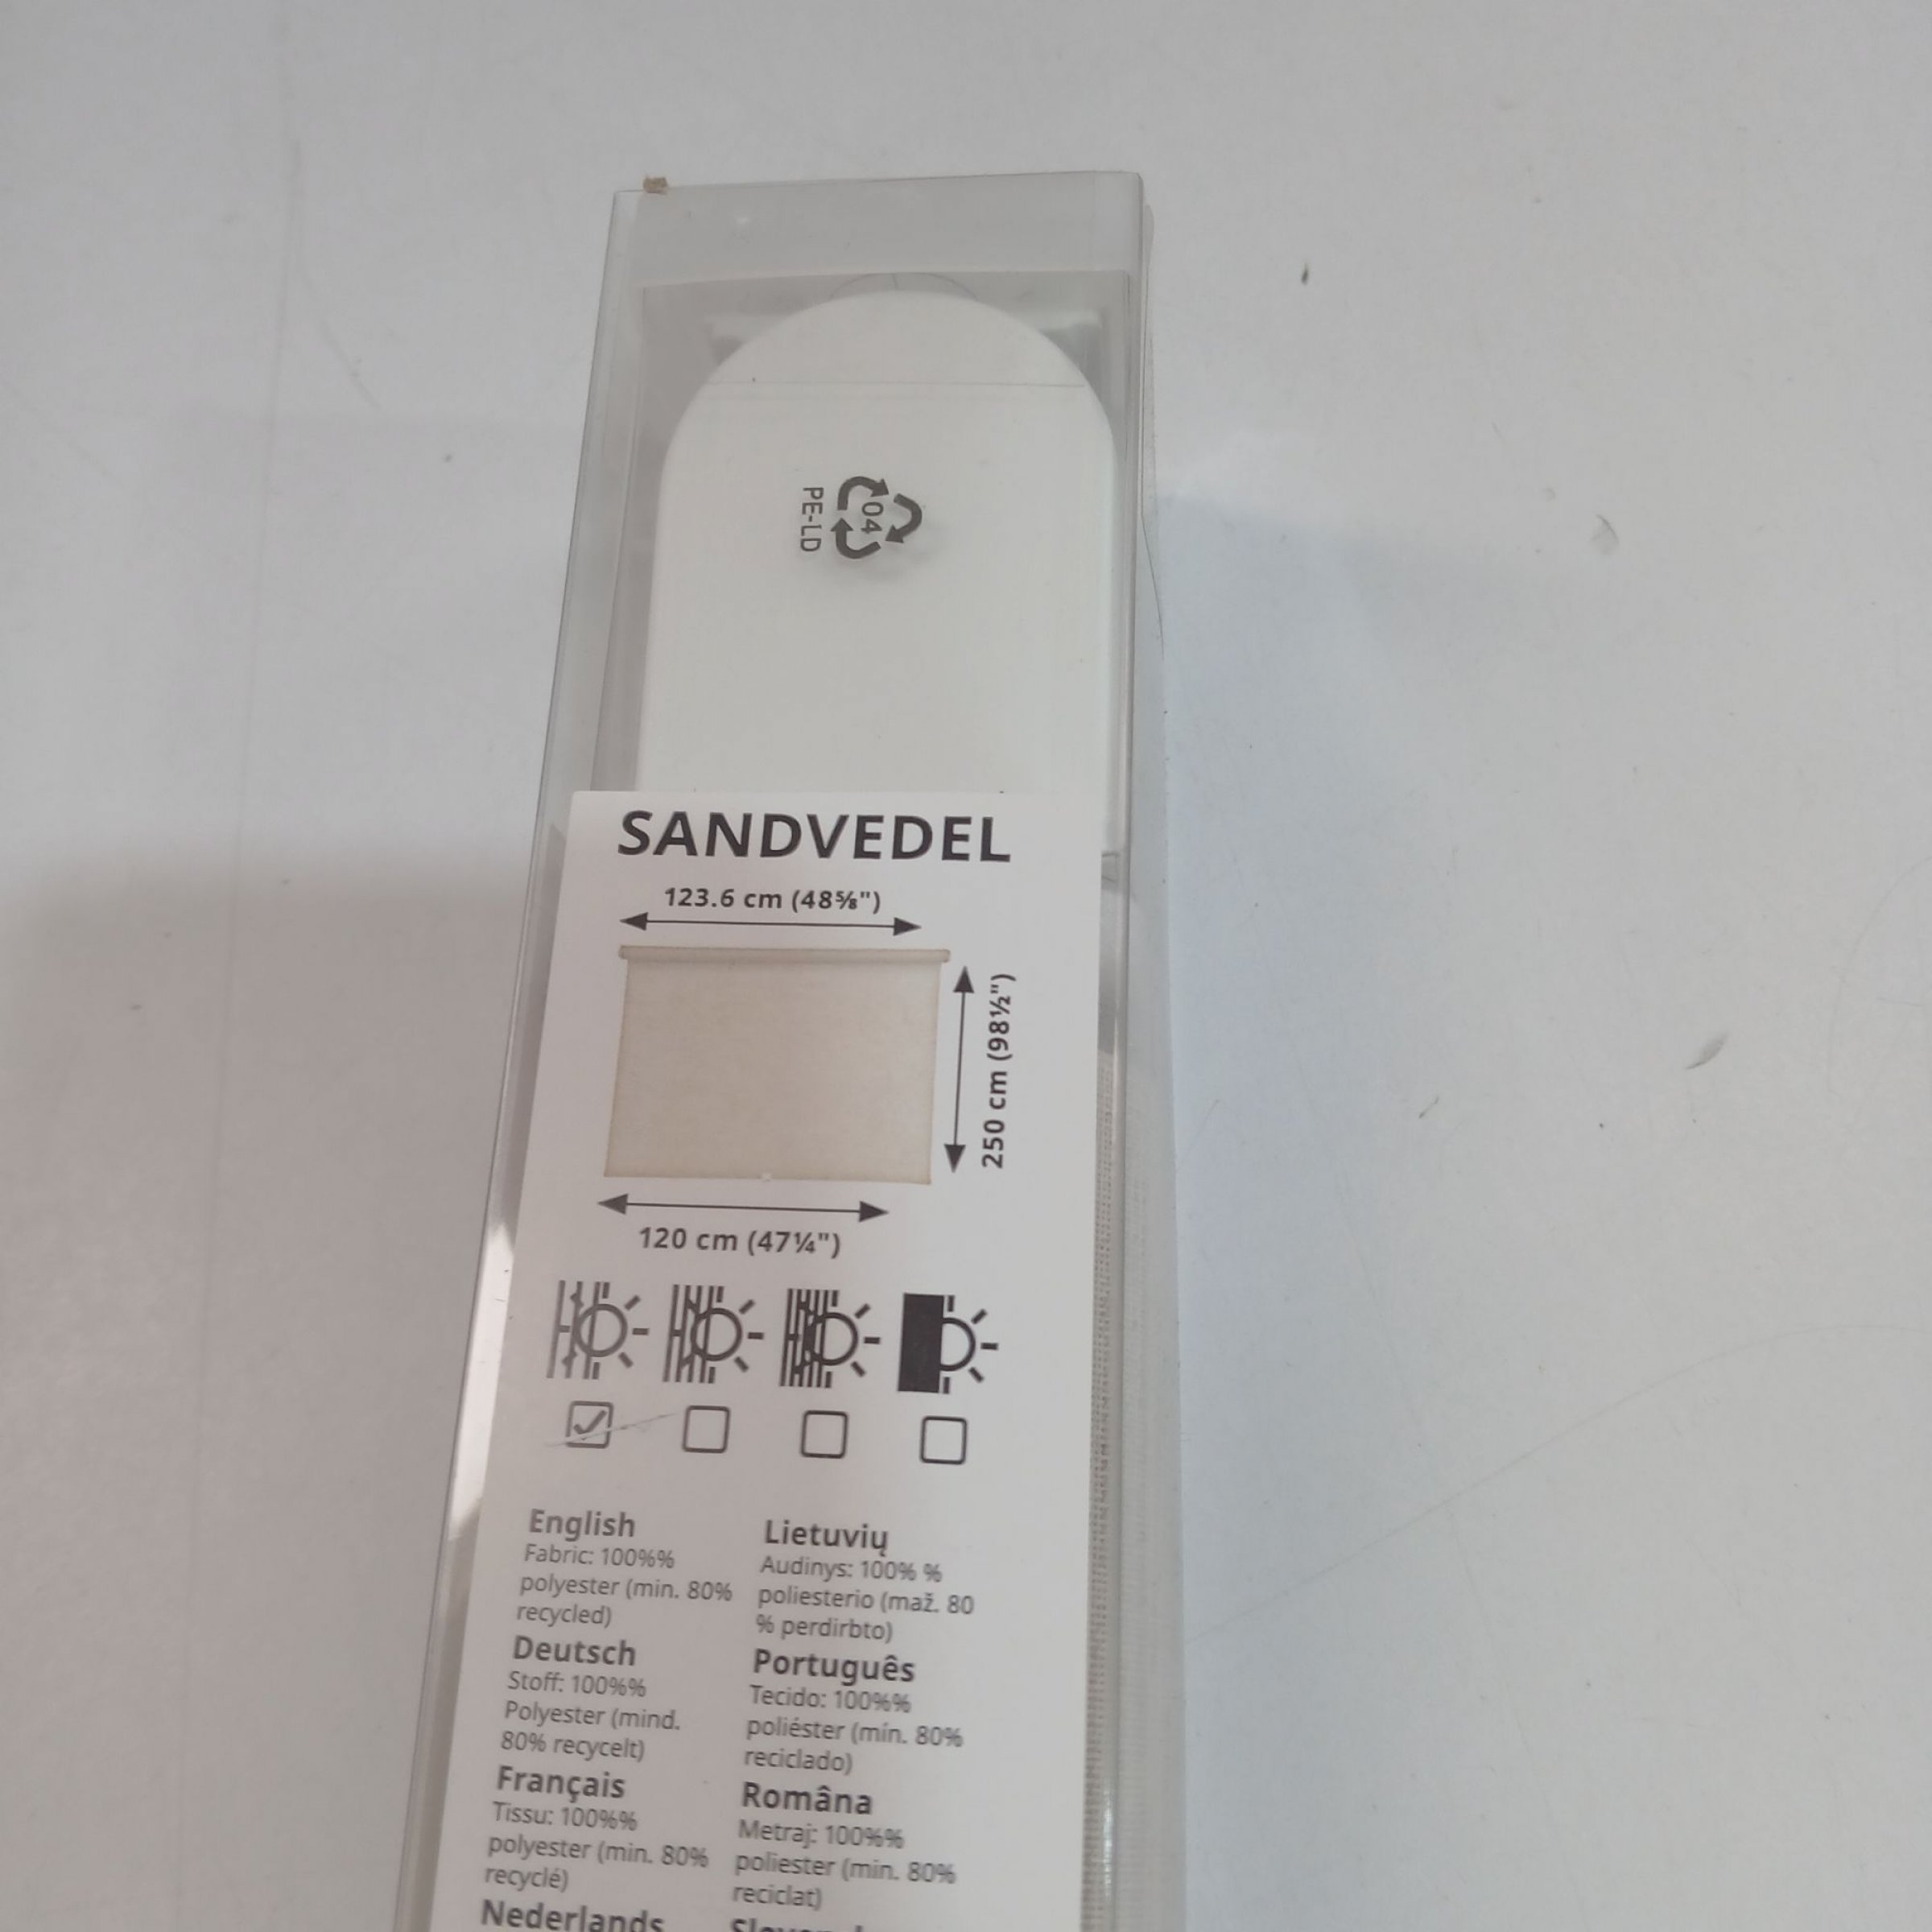 04
PE-LD
SANDVEDEL
123.6 cm (48⅝")
250 cm (98½")
120 cm (47¼")
English
Fabric: 100%%
polyester (min. 80%
recycled)
Deutsch
Stoff: 100%%
Polyester (mind.
80% recycelt)
Français
Tissu: 100%%
polyester (min. 80%
recyclé)
Nederlands
Lietuvių
Audinys: 100% %
poliesterio (maž. 80
% perdirbto)
Português
Tecido: 100%%
poliéster (mín. 80%
reciclado)
Româna
Metraj: 100%%
poliester (min. 80%
reciclat)